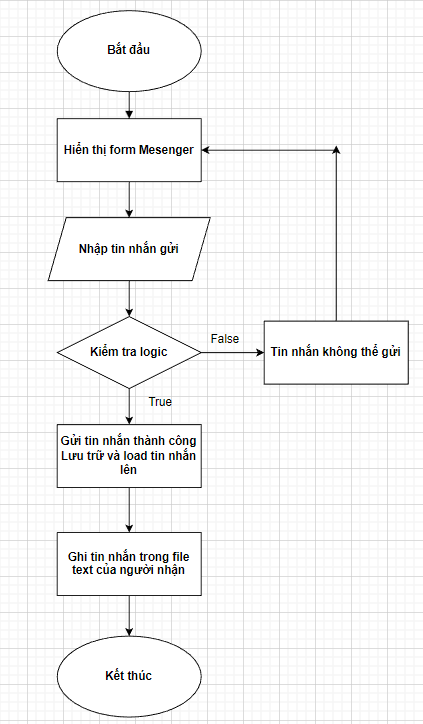 Bắt đầu
Hiển thị form Mesenger
Nhập tin nhắn gửi
Kiểm tra logic
False
Tin nhắn không thể gửi
True
Gửi tin nhắn thành công
Lưu trữ và load tin nhắn
lên
Ghi tin nhắn trong file
text của người nhận
Kết thúc